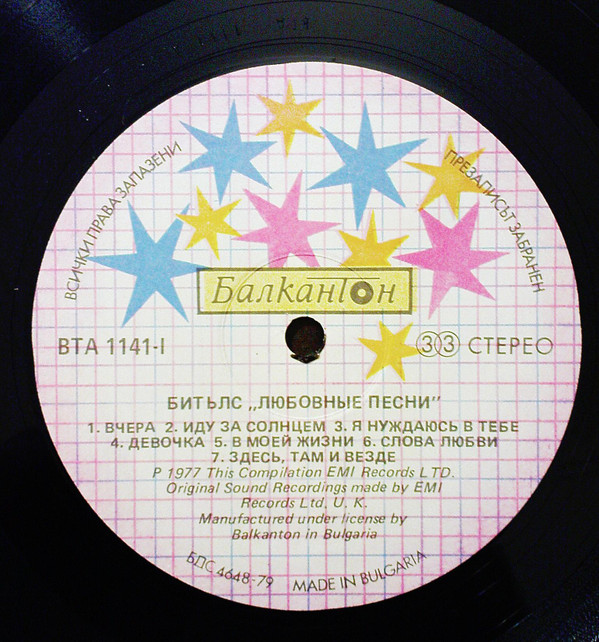 ВСИЧКИ ПРАВА ЗАПАЗЕНИ
ПРЕЗАПИСЪТ ЗАБРАНЕН
БалканТон
ВТА 1141-I
33 СТЕРЕО
БИТЬЛС „ЛЮБОВНЫЕ ПЕСНИ"
1. ВЧЕРА 2. ИДУ ЗА СОЛНЦЕМ 3. Я НУЖДАЮСЬ В ТЕБЕ
4. ДЕВОЧКА 5. В МОЕЙ ЖИЗНИ 6. СЛОВА ЛЮБВИ
7. ЗДЕСЬ, ТАМ И ВЕЗДЕ
P 1977 This Compilation EMI Records LTD.
Original Sound Recordings made by EMI
Records Ltd, U. K.
Manufactured under license by
Balkanton in Bulgaria
БДС 4648-79 MADE IN BULGARIA